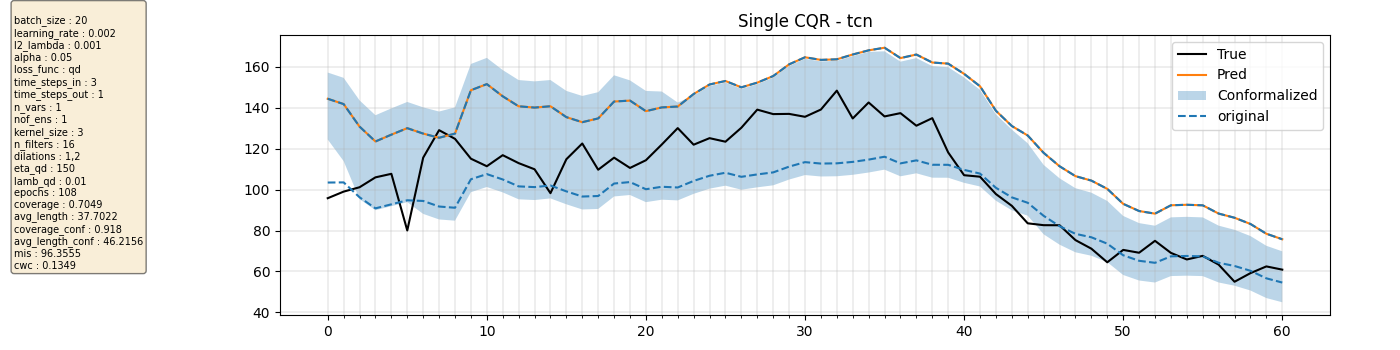 batch_size : 20
learning_rate : 0.002
l2_lambda : 0.001
alpha : 0.05
loss_func : qd
time_steps_in : 3
time_steps_out : 1
n_vars : 1
nof_ens : 1
kernel_size : 3
n_filters : 16
dilations : 1,2
eta_qd : 150
lamb_qd : 0.01
epochs : 108
coverage : 0.7049
avg_length : 37.7022
coverage_conf : 0.918
avg_length_conf : 46.2156
mis : 96.3555
cwc : 0.1349
Single CQR - tcn
160
140
120
100
80
60
40
0 10 20 30 40 50 60
True
Pred
Conformalized
original